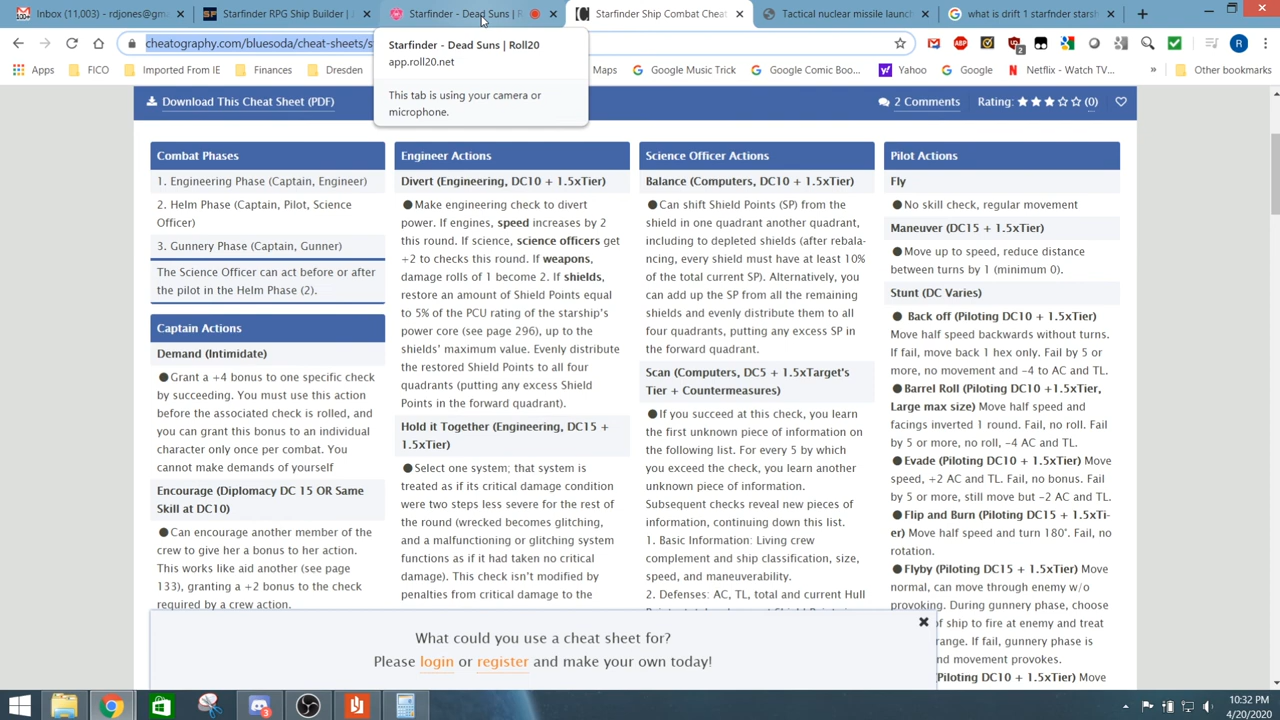 Inbox (11,003) - rdjones@gma
Starfinder RPG Ship Builder | J
Starfinder - Dead Suns | R
Starfinder Ship Combat Cheat
Tactical nuclear missile launch
what is drift 1 starfnder starsh
cheatography.com/bluesoda/cheat-sheets/s
Starfinder - Dead Suns | Roll20
app.roll20.net
This tab is using your camera or
microphone.
Apps
FICO
Imported From IE
Finances
Dresden
Maps
Google Music Trick
Google Comic Boo...
Yahoo
Google
Netflix - Watch TV...
Other bookmarks
Download This Cheat Sheet (PDF)
2 Comments
Rating:
(0)
Combat Phases
1. Engineering Phase (Captain, Engineer)
2. Helm Phase (Captain, Pilot, Science
Officer)
3. Gunnery Phase (Captain, Gunner)
The Science Officer can act before or after
the pilot in the Helm Phase (2).
Captain Actions
Demand (Intimidate)
●Grant a +4 bonus to one specific check
by succeeding. You must use this action
before the associated check is rolled, and
you can grant this bonus to an individual
character only once per combat. You
cannot make demands of yourself
Encourage (Diplomacy DC 15 OR Same
Skill at DC10)
●Can encourage another member of the
crew to give her a bonus to her action.
This works like aid another (see page
133), granting a +2 bonus to the check
required by a crew action.
Engineer Actions
Divert (Engineering, DC10 + 1.5xTier)
●Make engineering check to divert
power. If engines, speed increases by 2
this round. If science, science officers get
+2 to checks this round. If weapons,
damage rolls of 1 become 2. If shields,
restore an amount of Shield Points equal
to 5% of the PCU rating of the starship's
power core (see page 296), up to the
shields' maximum value. Evenly distribute
the restored Shield Points to all four
quadrants (putting any excess Shield
Points in the forward quadrant).
Hold it Together (Engineering, DC15 +
1.5xTier)
●Select one system; that system is
treated as if its critical damage condition
were two steps less severe for the rest of
the round (wrecked becomes glitching,
and a malfunctioning or glitching system
functions as if it had taken no critical
damage). This check isn't modified by
penalties from critical damage to the
Science Officer Actions
Balance (Computers, DC10 + 1.5xTier)
●Can shift Shield Points (SP) from the
shield in one quadrant another quadrant,
including to depleted shields (after rebala-
ncing, every shield must have at least 10%
of the total current SP). Alternatively, you
can add up the SP from all the remaining
shields and evenly distribute them to all
four quadrants, putting any excess SP in
the forward quadrant.
Scan (Computers, DC5 + 1.5xTarget's
Tier + Countermeasures)
●If you succeed at this check, you learn
the first unknown piece of information on
the following list. For every 5 by which
you exceed the check, you learn another
unknown piece of information.
Subsequent checks reveal new pieces of
information, continuing down this list.
1. Basic Information: Living crew
complement and ship classification, size,
speed, and maneuverability.
2. Defenses: AC, TL, total and current Hull
Pilot Actions
Fly
●No skill check, regular movement
Maneuver (DC15 + 1.5xTier)
●Move up to speed, reduce distance
between turns by 1 (minimum 0).
Stunt (DC Varies)
● Back off (Piloting DC10 + 1.5xTier)
Move half speed backwards without turns.
If fail, move back 1 hex only. Fail by 5 or
more, no movement and -4 to AC and TL.
●Barrel Roll (Piloting DC10 +1.5xTier,
Large max size) Move half speed and
facings inverted 1 round. Fail, no roll. Fail
by 5 or more, no roll, -4 AC and TL.
●Evade (Piloting DC10 + 1.5xTier) Move
speed, +2 AC and TL. Fail, no bonus. Fail
by 5 or more, still move but -2 AC and TL.
●Flip and Burn (Piloting DC15 + 1.5xTi-
er) Move half speed and turn 180°. Fail, no
rotation.
●Flyby (Piloting DC15 + 1.5xTier) Move
normal, can move through enemy w/o
provoking. During gunnery phase, choose
of ship to fire at enemy and treat
range. If fail, gunnery phase is
nd movement provokes.
(Piloting DC10 + 1.5xTier) Move
What could you use a cheat sheet for?
Please login or register and make your own today!
10:32 PM
4/20/2020